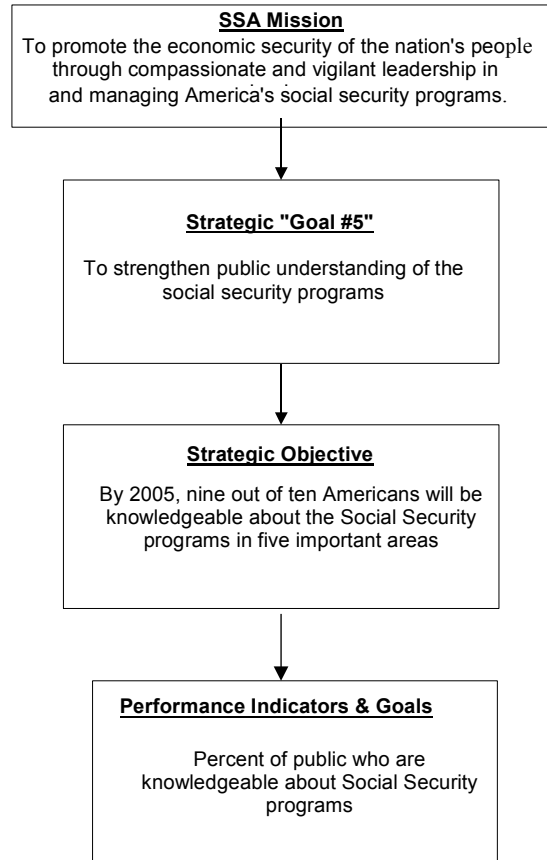 SSA Mission
To promote the economic security of the nation's people
through compassionate and vigilant leadership in
and managing America's social security programs.
Strategic "Goal #5"
To strengthen public understanding of the
social security programs
Strategic Objective
By 2005, nine out of ten Americans will be
knowledgeable about the Social Security
programs in five important areas
Performance Indicators & Goals
Percent of public who are
knowledgeable about Social Security
programs